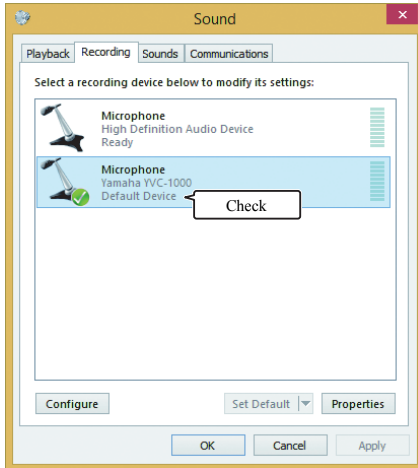 Sound
Playback Recording Sounds Communications
Select a recording device below to modify its settings:
Microphone
High Definition Audio Device
Ready
Microphone
Yamaha YVC-1000
Default Device
Check
Configure Set Default Properties
OK Cancel Apply